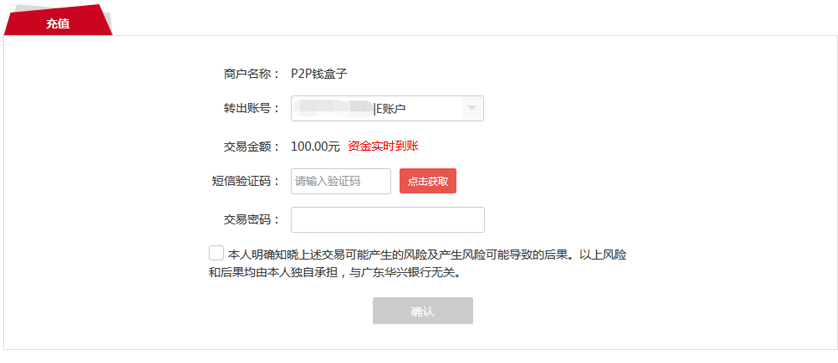 充值
商户名称： P2P钱盒子
转出账号： |E账户
交易金额： 100.00元 资金实时到账
短信验证码： 请输入验证码 点击获取
交易密码：
本人明确知晓上述交易可能产生的风险及产生风险可能导致的后果。以上风险
和后果均由本人独自承担，与广东华兴银行无关。
确认